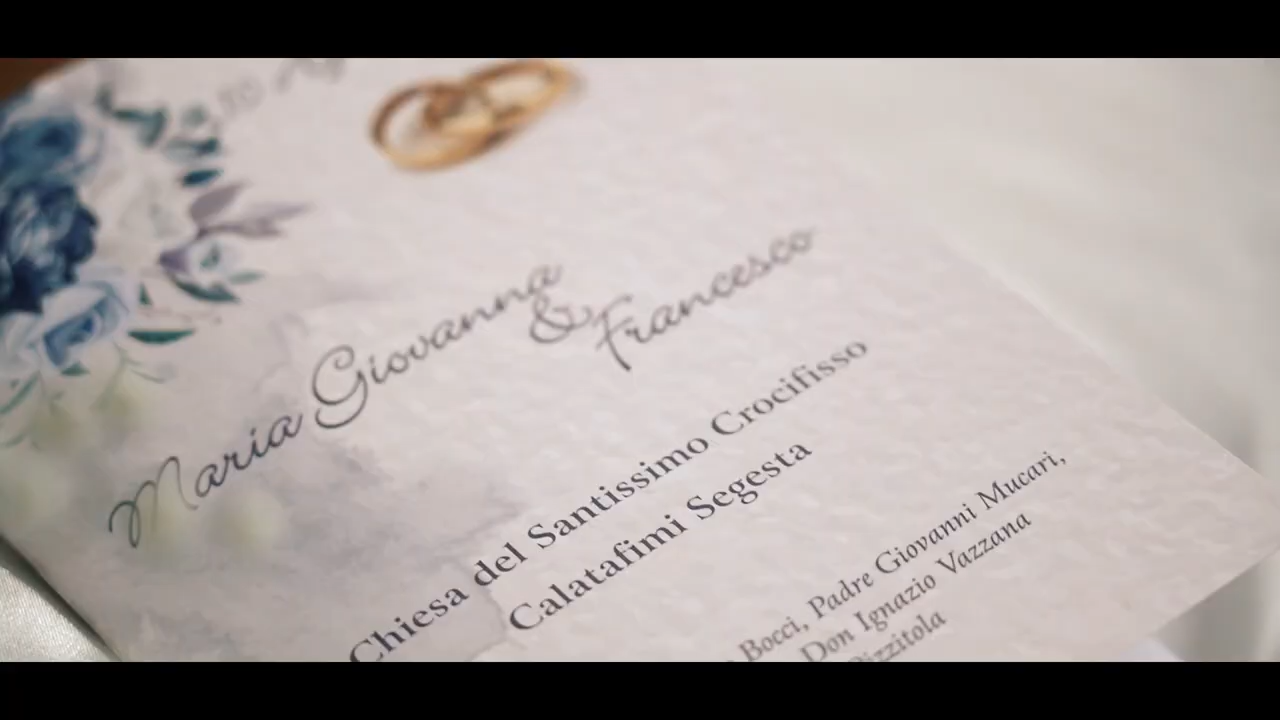 Maria Giovanna
&
Francesco
Chiesa del Santissimo Crocifisso
Calatafimi Segesta
Bocci, Padre Giovanni Mucari,
Don Ignazio Vazzana